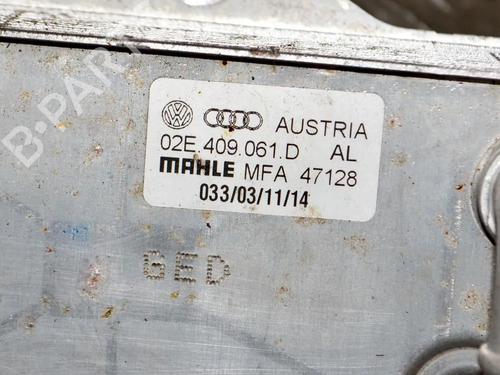 AUSTRIA
02E.409.061.D AL
MAHLE MFA 47128
033/03/11/14
GED
B-PARTS